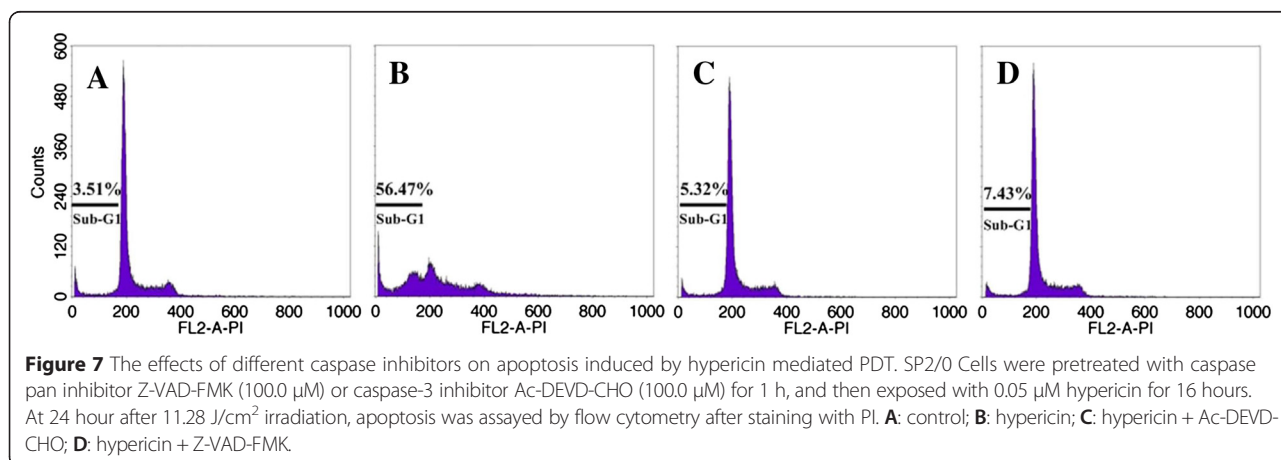 600
480
360
240
120
0
Counts
A
3.51%
Sub-G1
0 200 400 600 800 1000
FL2-A-PI
B
56.47%
Sub-G1
0 200 400 600 800 1000
FL2-A-PI
C
5.32%
Sub-G1
0 200 400 600 800 1000
FL2-A-PI
D
7.43%
Sub-G1
0 200 400 600 800 1000
FL2-A-PI
Figure 7 The effects of different caspase inhibitors on apoptosis induced by hypericin mediated PDT. SP2/0 Cells were pretreated with caspase
pan inhibitor Z-VAD-FMK (100.0 μM) or caspase-3 inhibitor Ac-DEVD-CHO (100.0 μM) for 1 h, and then exposed with 0.05 μM hypericin for 16 hours.
At 24 hour after 11.28 J/cm² irradiation, apoptosis was assayed by flow cytometry after staining with PI. A: control; B: hypericin; C: hypericin + Ac-DEVD-
CHO; D: hypericin + Z-VAD-FMK.